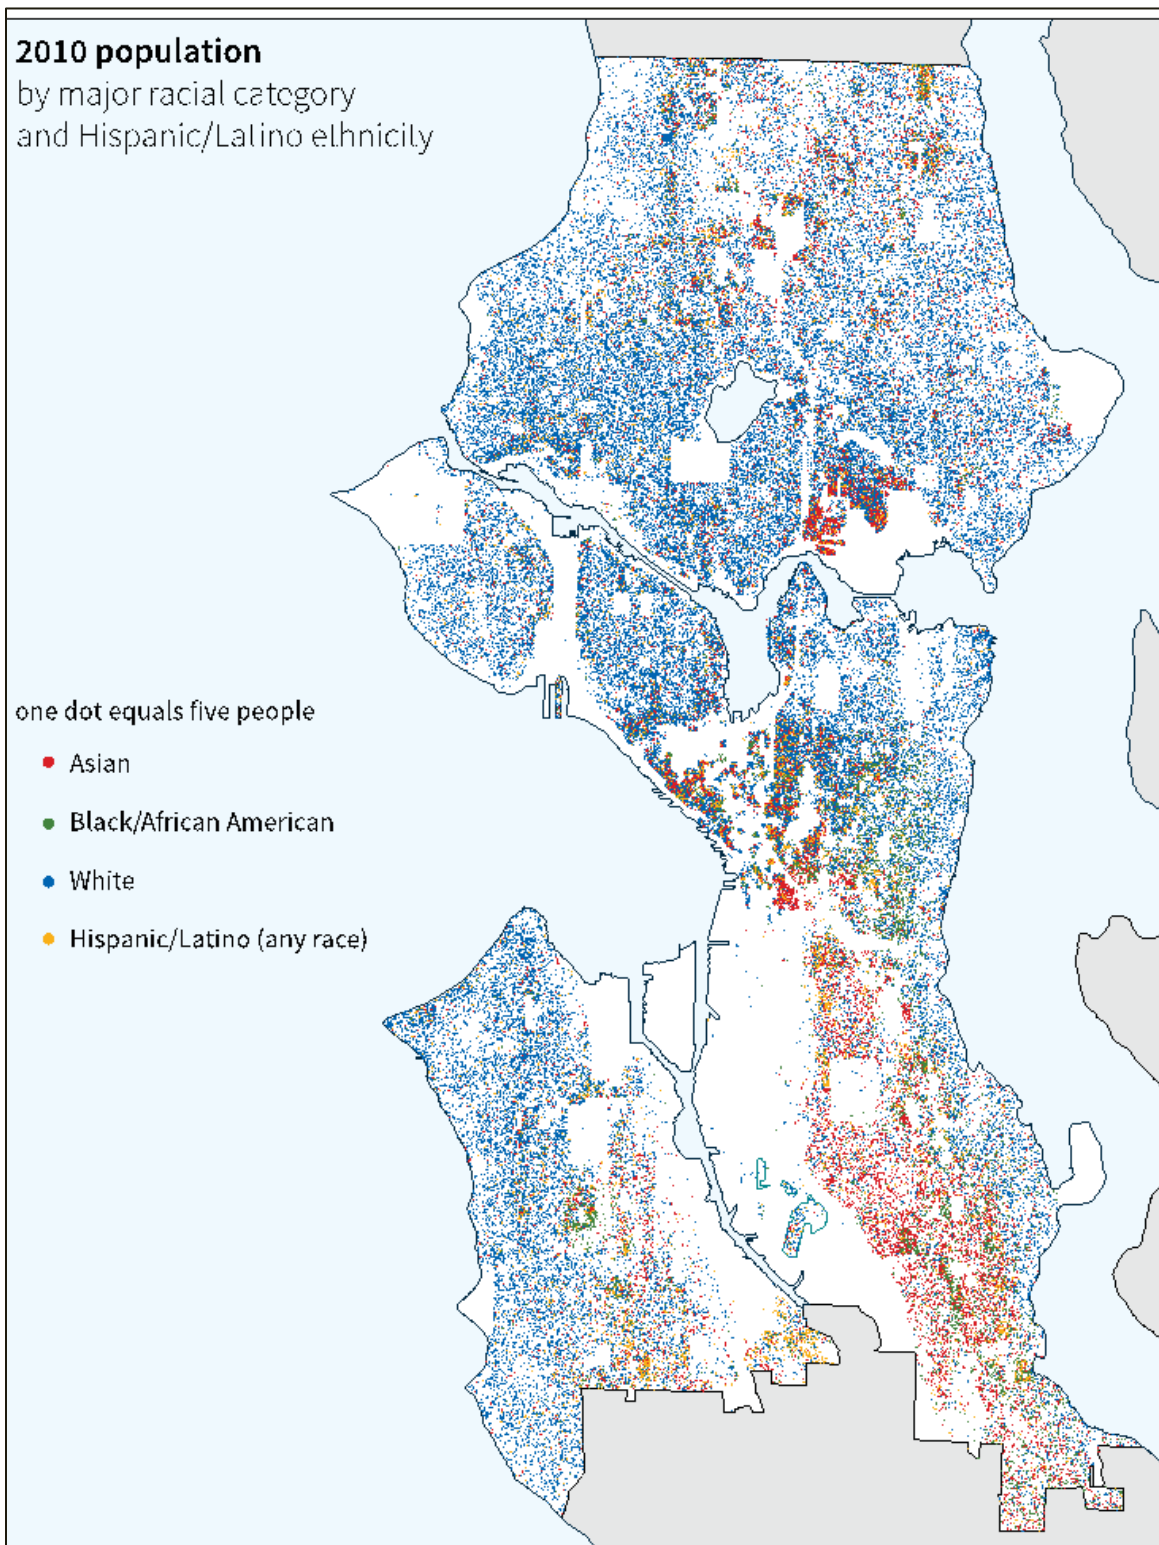 2010 population
by major racial category
and Hispanic/Latino ethnicity
one dot equals five people
Asian
Black/African American
White
Hispanic/Latino (any race)